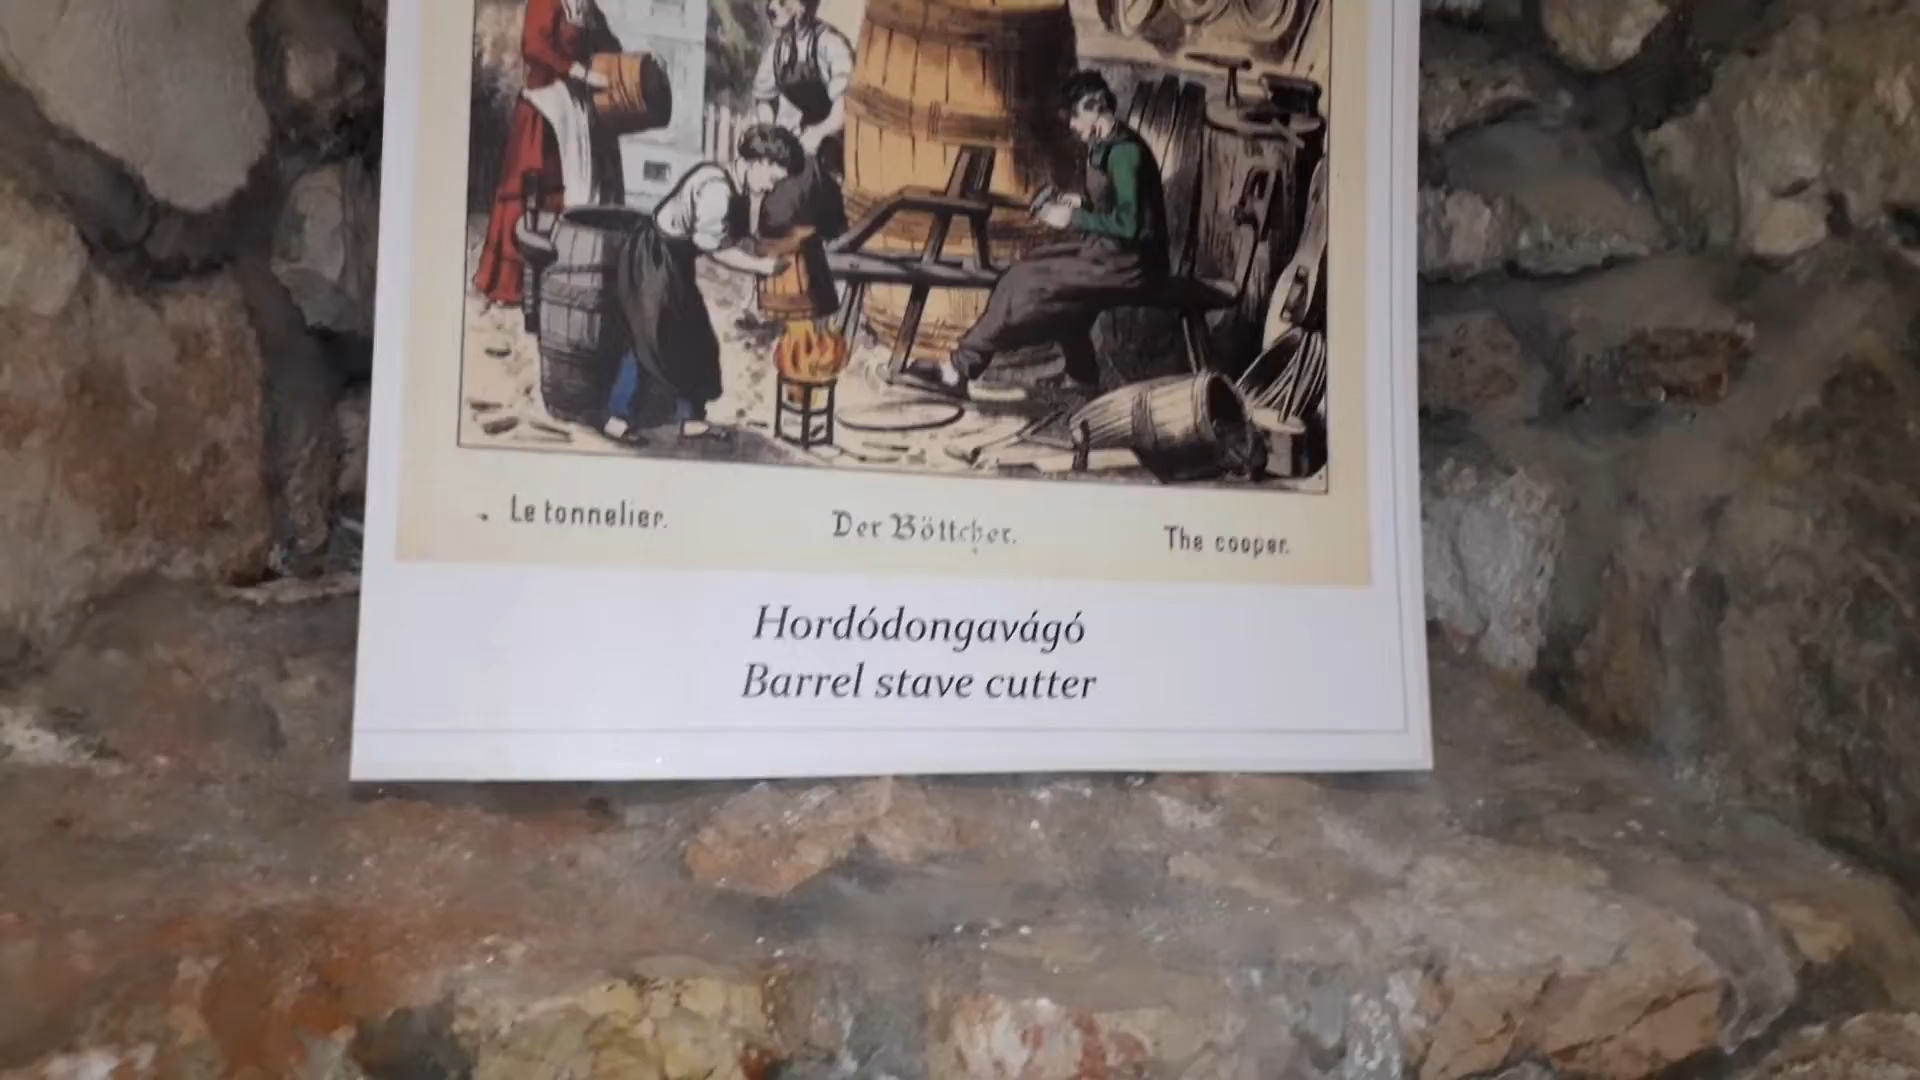 Le tonnelier. Der Böttcher. The cooper.
Hordódongavágó
Barrel stave cutter